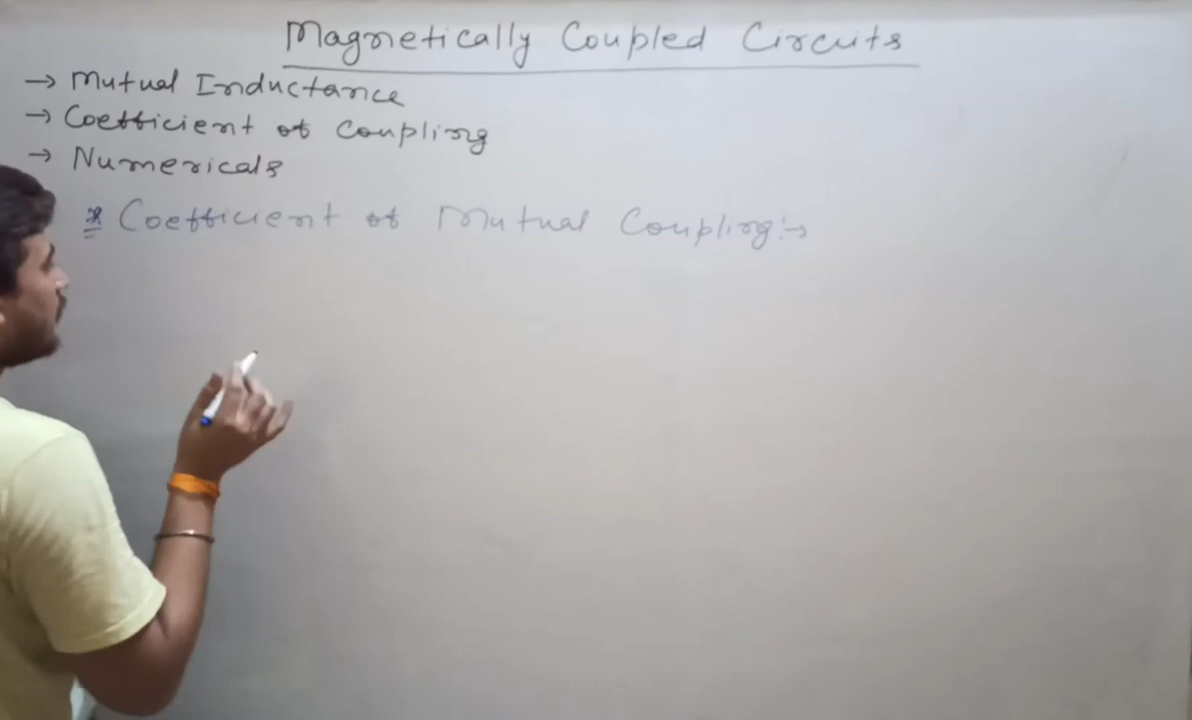 Magnetically Coupled Circuits
→ Mutual Inductance
→ Coefficient of Coupling
→ Numericals
* Coefficient of Mutual Coupling:→